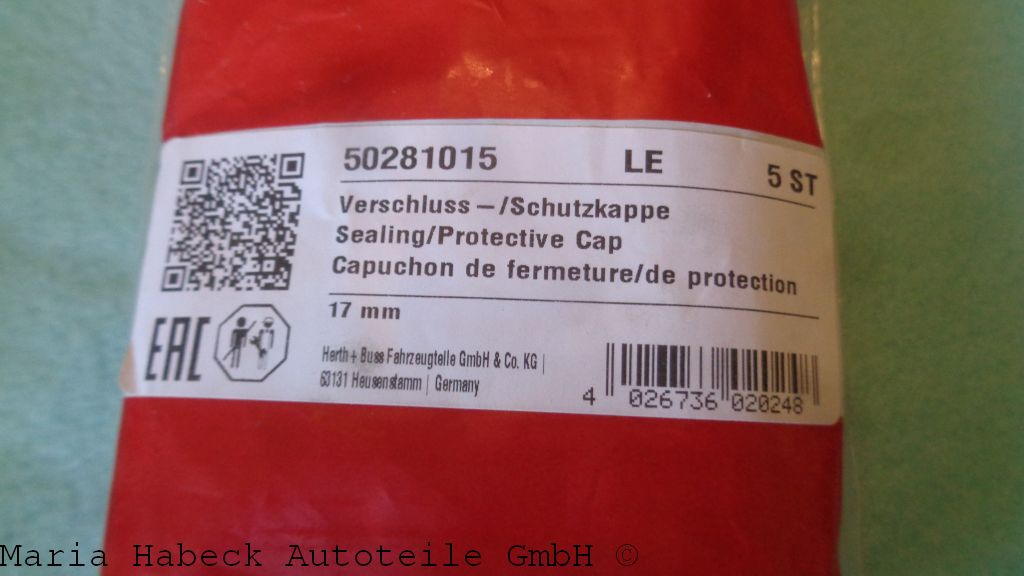 50281015 LE 5 ST
Verschluss-/Schutzkappe
Sealing/Protective Cap
Capuchon de fermeture/de protection
17 mm
EAC
Herth+Buss Fahrzeugteile GmbH & Co. KG |
63131 Heusenstamm | Germany
4 026736 020248
Maria Habeck Autoteile GmbH ©